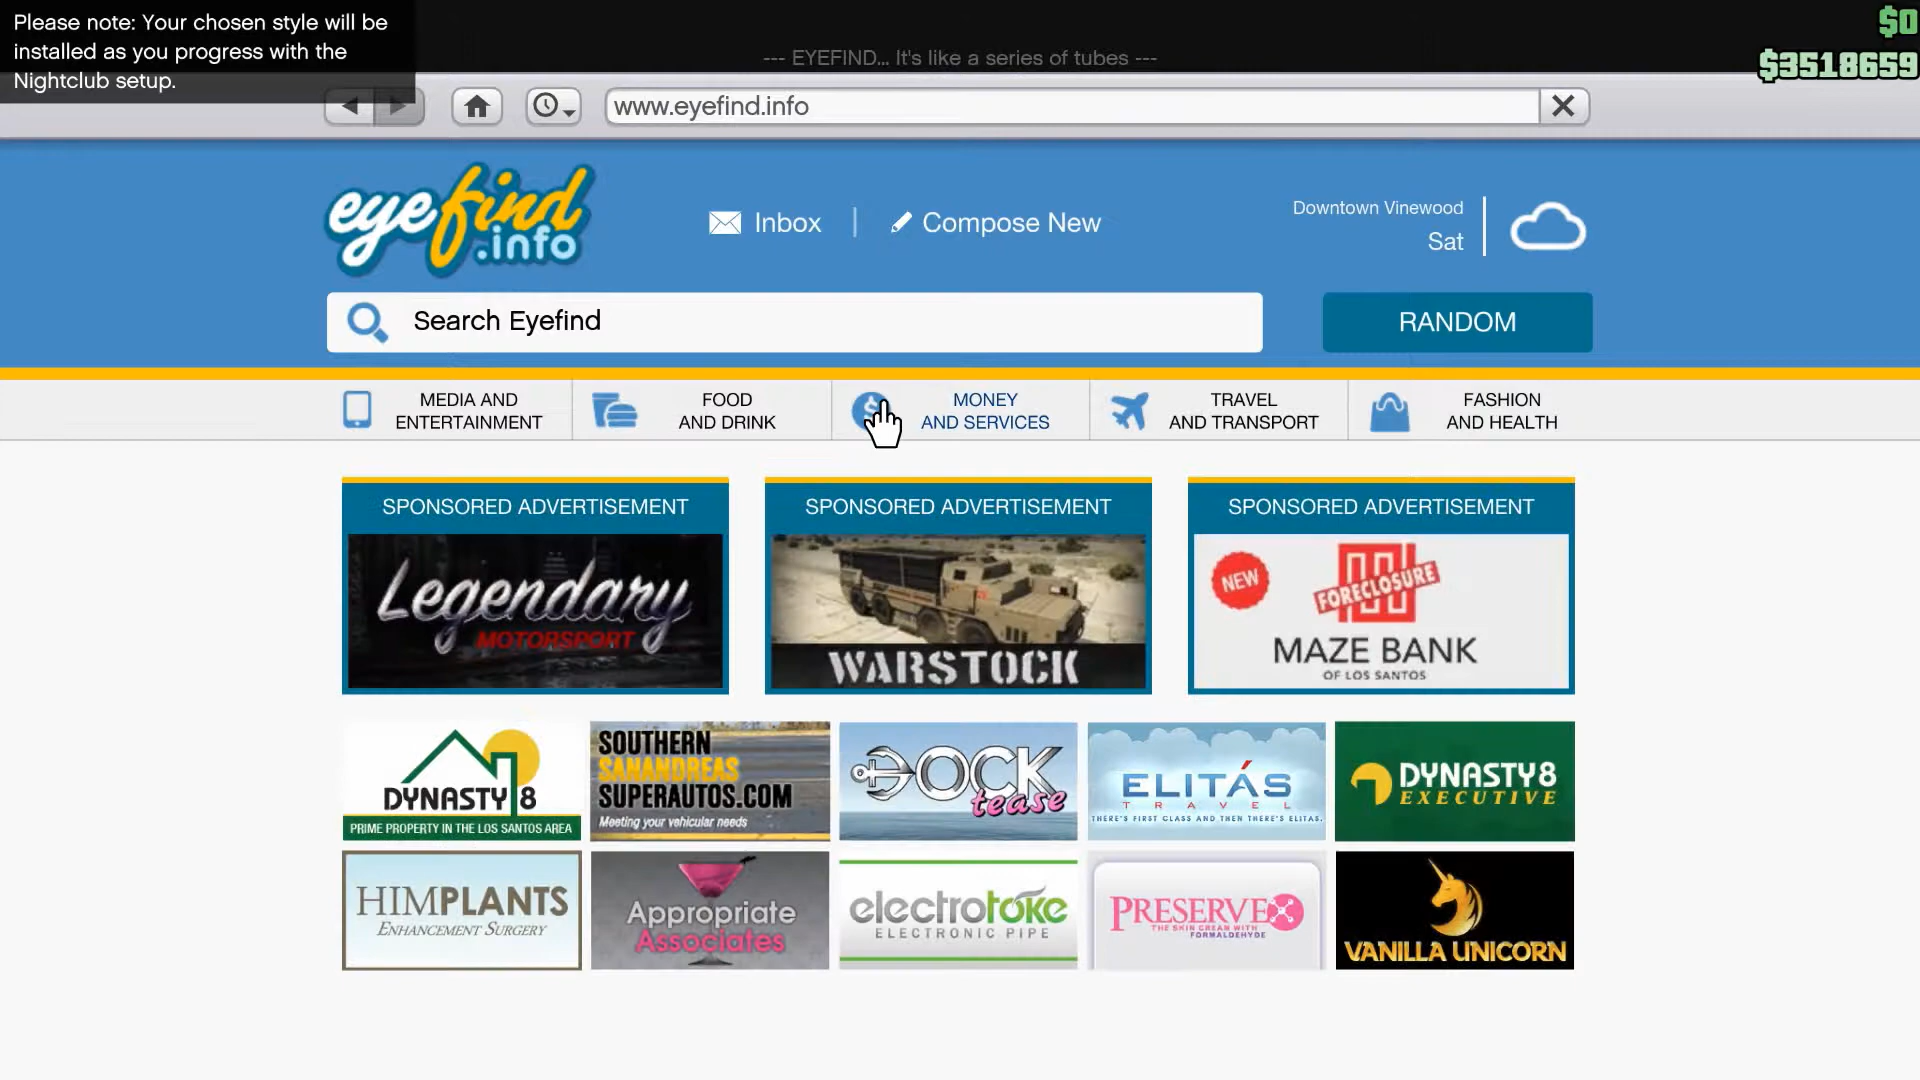 Please note: Your chosen style will be
installed as you progress with the
Nightclub setup.
$0
$3518659
--- EYEFIND... It's like a series of tubes ---
www.eyefind.info
eyefind
.info
Inbox
Compose New
Downtown Vinewood
Sat
Search Eyefind
RANDOM
MEDIA AND
ENTERTAINMENT
FOOD
AND DRINK
MONEY
AND SERVICES
TRAVEL
AND TRANSPORT
FASHION
AND HEALTH
SPONSORED ADVERTISEMENT
Legendary
MOTORSPORT
SPONSORED ADVERTISEMENT
WARSTOCK
SPONSORED ADVERTISEMENT
NEW
FORECLOSURE
MAZE BANK
OF LOS SANTOS
DYNASTY 8
PRIME PROPERTY IN THE LOS SANTOS AREA
SOUTHERN
SANANDREAS
SUPERAUTOS.COM
Meeting your vehicular needs
DOCK
tease
ELITÁS
TRAVEL
THERE'S FIRST CLASS AND THEN THERE'S ELITAS.
DYNASTY 8
EXECUTIVE
HIMPLANTS
ENHANCEMENT SURGERY
Appropriate
Associates
electrotoke
ELECTRONIC PIPE
PRESERVEX
THE SKIN CREAM WITH
FORMALDEHYDE
VANILLA UNICORN